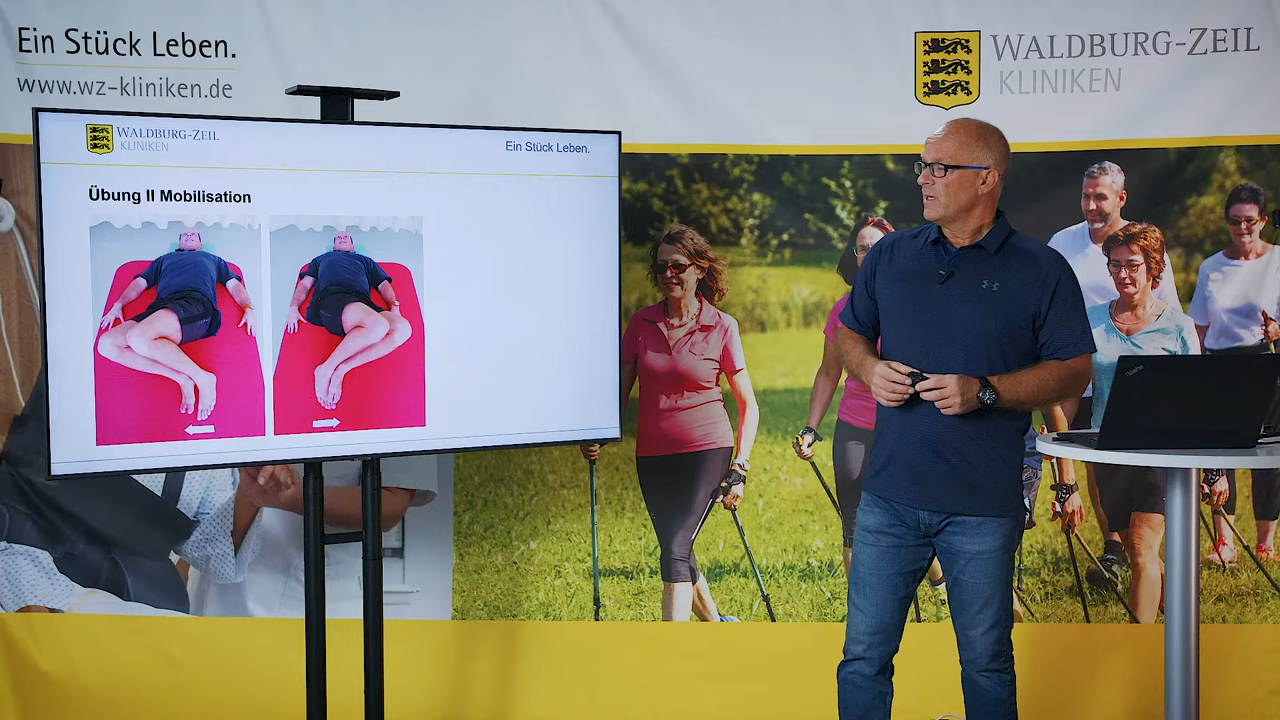 Ein Stück Leben.
www.wz-kliniken.de
WALDBURG-ZEIL
KLINIKEN
WALDBURG-ZEIL
KLINIKEN
Ein Stück Leben.
Übung II Mobilisation
ThinkPad